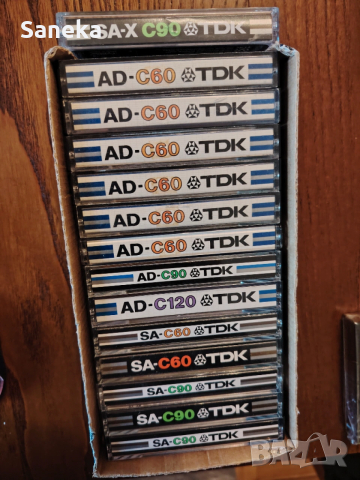 Saneka
SA-X C90 TDK
AD-C60 TDK
AD-C60 TDK
AD-C60 TDK
AD-C60 TDK
AD-C60 TDK
AD-C60 TDK
AD-C90 TDK
AD-C120 TDK
SA-C60 TDK
SA-C60 TDK
SA-C90 TDK
SA-C90 TDK
SA-C90 TDK
BAZAR